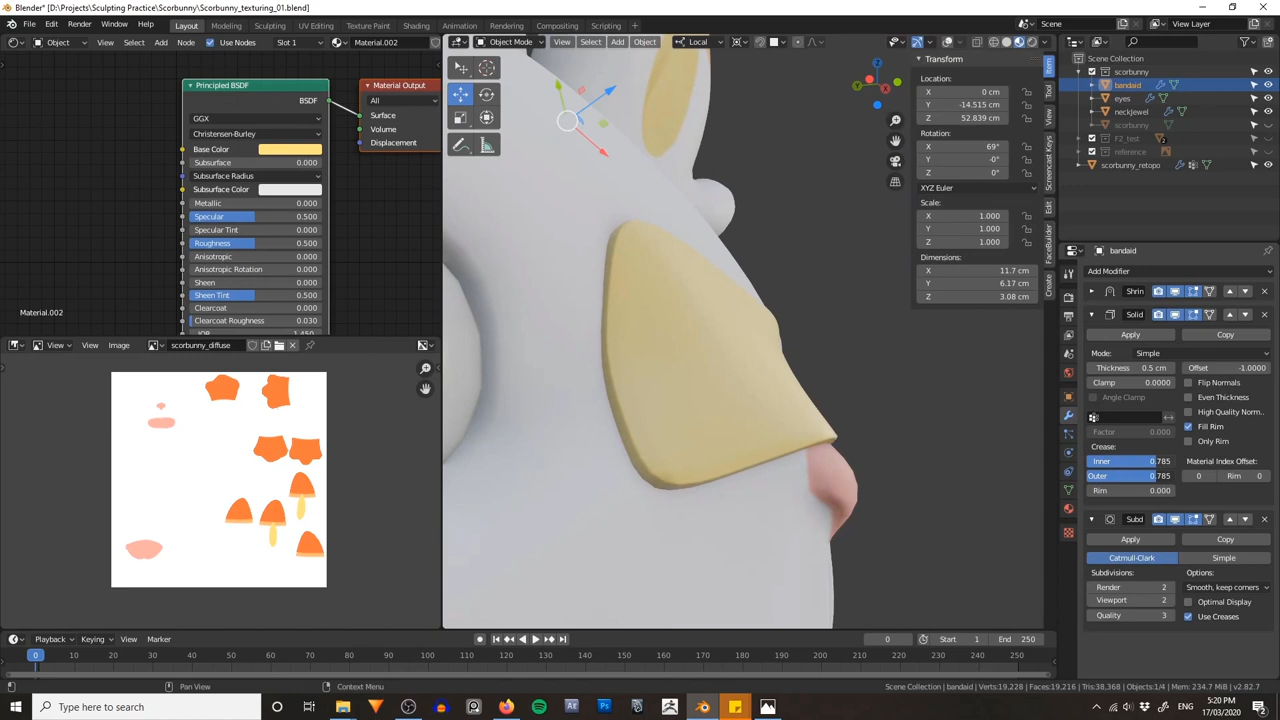 Blender* [D:\Projects\Sculpting Practice\Scorbunny\Scorbunny_texturing_01.blend]
File Edit Render Window Help Layout Modeling Sculpting UV Editing Texture Paint Shading Animation Rendering Compositing Scripting + Scene View Layer
Object View Select Add Node Use Nodes Slot 1 Material.002
Object Mode View Select Add Object Local
Principled BSDF
BSDF
GGX
Christensen-Burley
Base Color
Subsurface 0.000
Subsurface Radius
Subsurface Color
Metallic 0.000
Specular 0.500
Specular Tint 0.000
Roughness 0.500
Anisotropic 0.000
Anisotropic Rotation 0.000
Sheen 0.000
Sheen Tint 0.500
Clearcoat 0.000
Clearcoat Roughness 0.030
IOR 1.450
Material Output
All
Surface
Volume
Displacement
Material.002
View View Image scorbunny_diffuse
Transform
Location:
X 0 cm
Y -14.515 cm
Z 52.839 cm
Rotation:
X 69°
Y -0°
Z 0°
XYZ Euler
Scale:
X 1.000
Y 1.000
Z 1.000
Dimensions:
X 11.7 cm
Y 6.17 cm
Z 3.08 cm
Item
Tool
View
Screencast Keys
Edit
FaceBuilder
Create
Scene Collection
scorbunny
bandaid
eyes
neckJewel
scorbunny
F2_test
reference
scorbunny_retopo
bandaid
Add Modifier
Shrin
Solid
Apply Copy
Mode: Simple
Thickness 0.5 cm Offset -1.0000
Clamp 0.0000 Flip Normals
Angle Clamp Even Thickness
High Quality Norm..
Factor 0.000 Fill Rim
Crease: Only Rim
Inner 0.785 Material Index Offset:
Outer 0.785 0 Rim 0
Rim 0.000
Subd
Apply Copy
Catmull-Clark Simple
Subdivisions: Options:
Render 2 Smooth, keep corners
Viewport 2 Optimal Display
Quality 3 Use Creases
Playback Keying View Marker 0 Start 1 End 250
0 10 20 30 40 50 60 70 80 90 100 110 120 130 140 150 160 170 180 190 200 210 220 230 240 250
Pan View Context Menu Scene Collection | bandaid | Verts:19,228 | Faces:19,216 | Tris:38,368 | Objects:1/4 | Mem: 234.7 MiB | v2.82.7
Type here to search
5:20 PM
17/03/2020